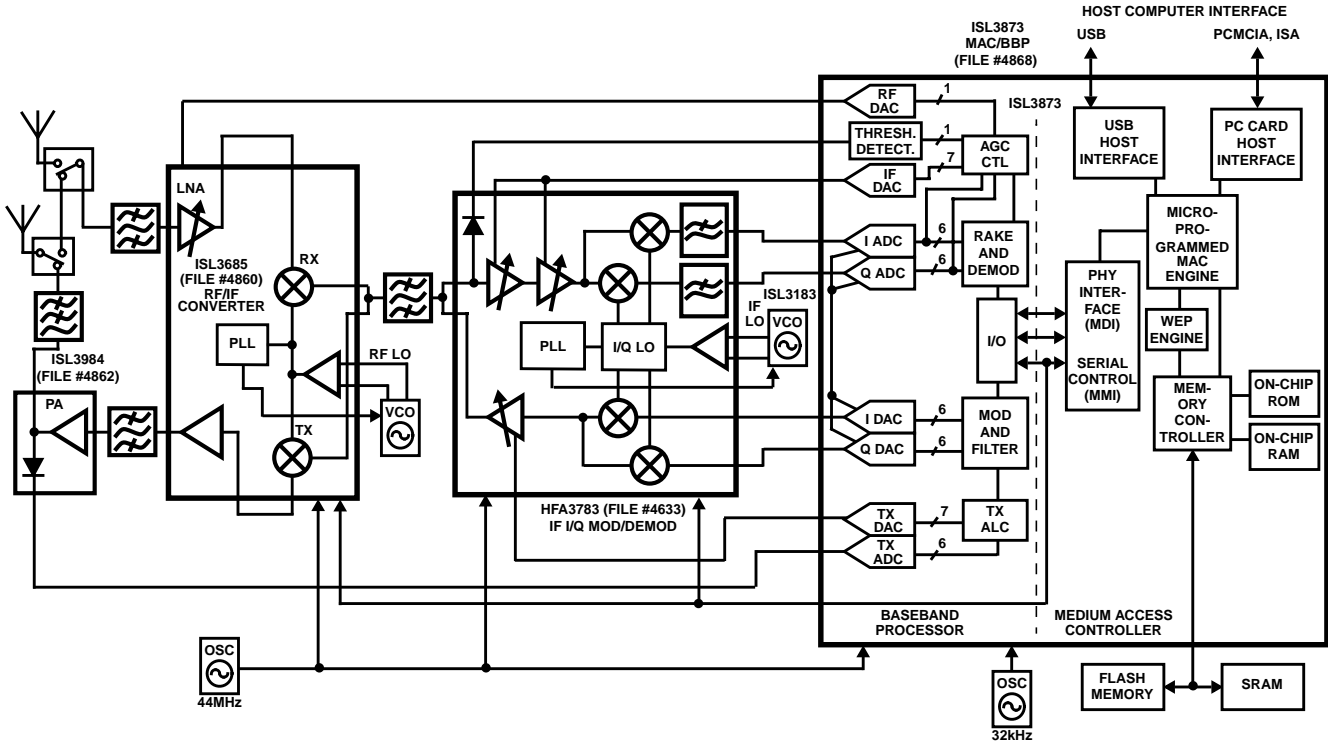 HOST COMPUTER INTERFACE
USB
PCMCIA, ISA
ISL3873
MAC/BBP
(FILE #4868)
RF
DAC
1
ISL3873
THRESH.
DETECT.
1
AGC
CTL
IF
DAC
7
USB
HOST
INTERFACE
PC CARD
HOST
INTERFACE
LNA
ISL3685
(FILE #4860)
RF/IF
CONVERTER
RX
I ADC
6
Q ADC
6
RAKE
AND
DEMOD
MICRO-
PRO-
GRAMMED
MAC
ENGINE
PHY
INTER-
FACE
(MDI)
SERIAL
CONTROL
(MMI)
WEP
ENGINE
ISL3183
IF
LO
VCO
I/O
PLL
I/Q LO
PLL
RF LO
VCO
ISL3984
(FILE #4862)
PA
TX
MEM-
ORY
CON-
TROLLER
ON-CHIP
ROM
ON-CHIP
RAM
I DAC
6
Q DAC
6
MOD
AND
FILTER
HFA3783 (FILE #4633)
IF I/Q MOD/DEMOD
TX
DAC
7
TX
ADC
6
TX
ALC
BASEBAND
PROCESSOR
MEDIUM ACCESS
CONTROLLER
OSC
44MHz
OSC
32kHz
FLASH
MEMORY
SRAM